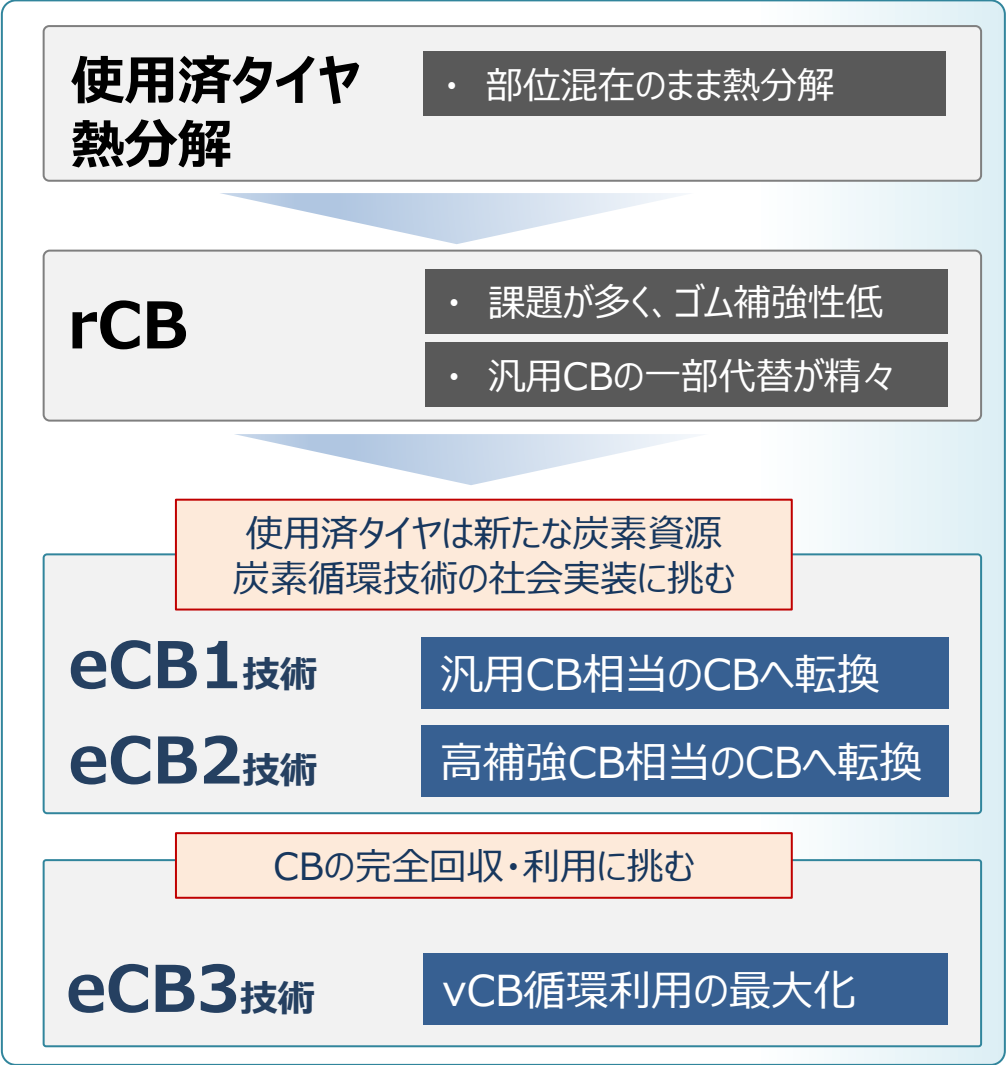 使用済タイヤ
熱分解
・ 部位混在のまま熱分解
rCB
・ 課題が多く、ゴム補強性低
・ 汎用CBの一部代替が精々
使用済タイヤは新たな炭素資源
炭素循環技術の社会実装に挑む
eCB1技術
汎用CB相当のCBへ転換
eCB2技術
高補強CB相当のCBへ転換
CBの完全回収・利用に挑む
eCB3技術
vCB循環利用の最大化